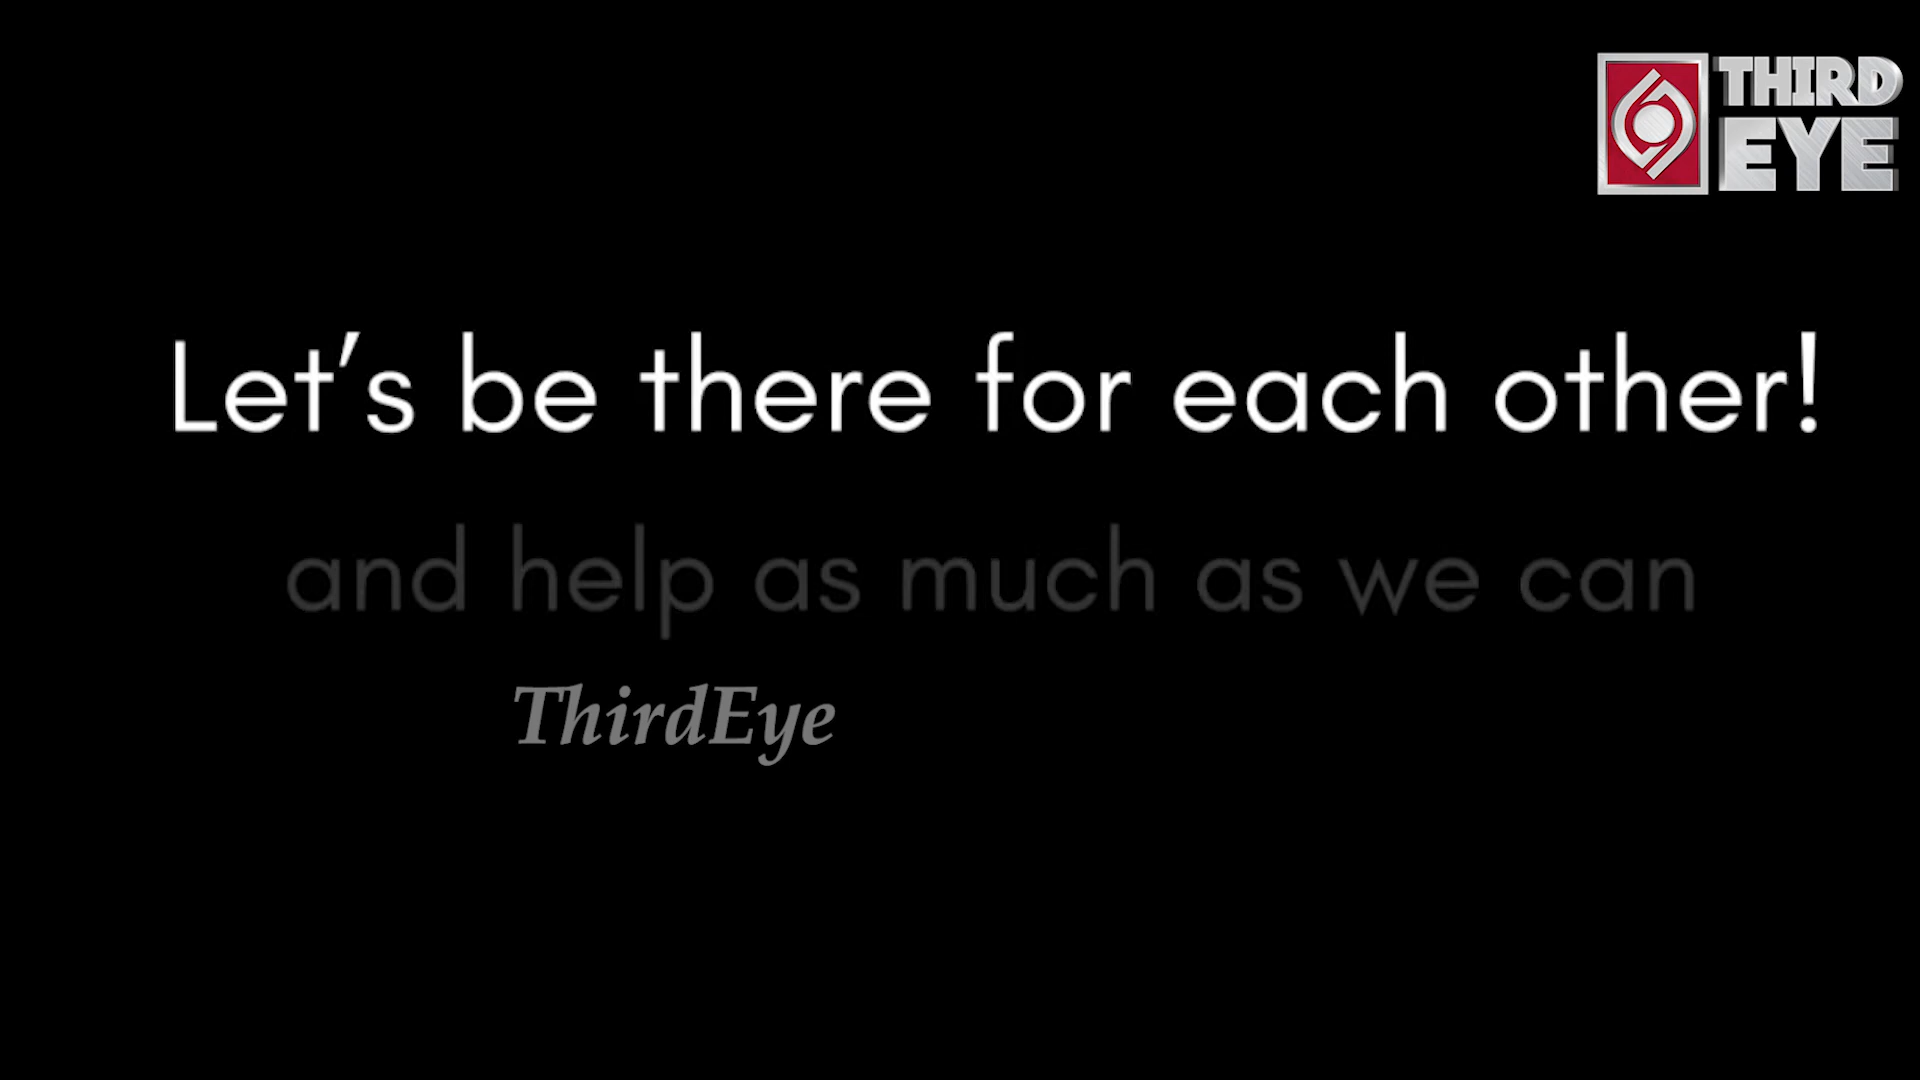 THIRD
EYE
Let's be there for each other!
and help as much as we can
ThirdEye